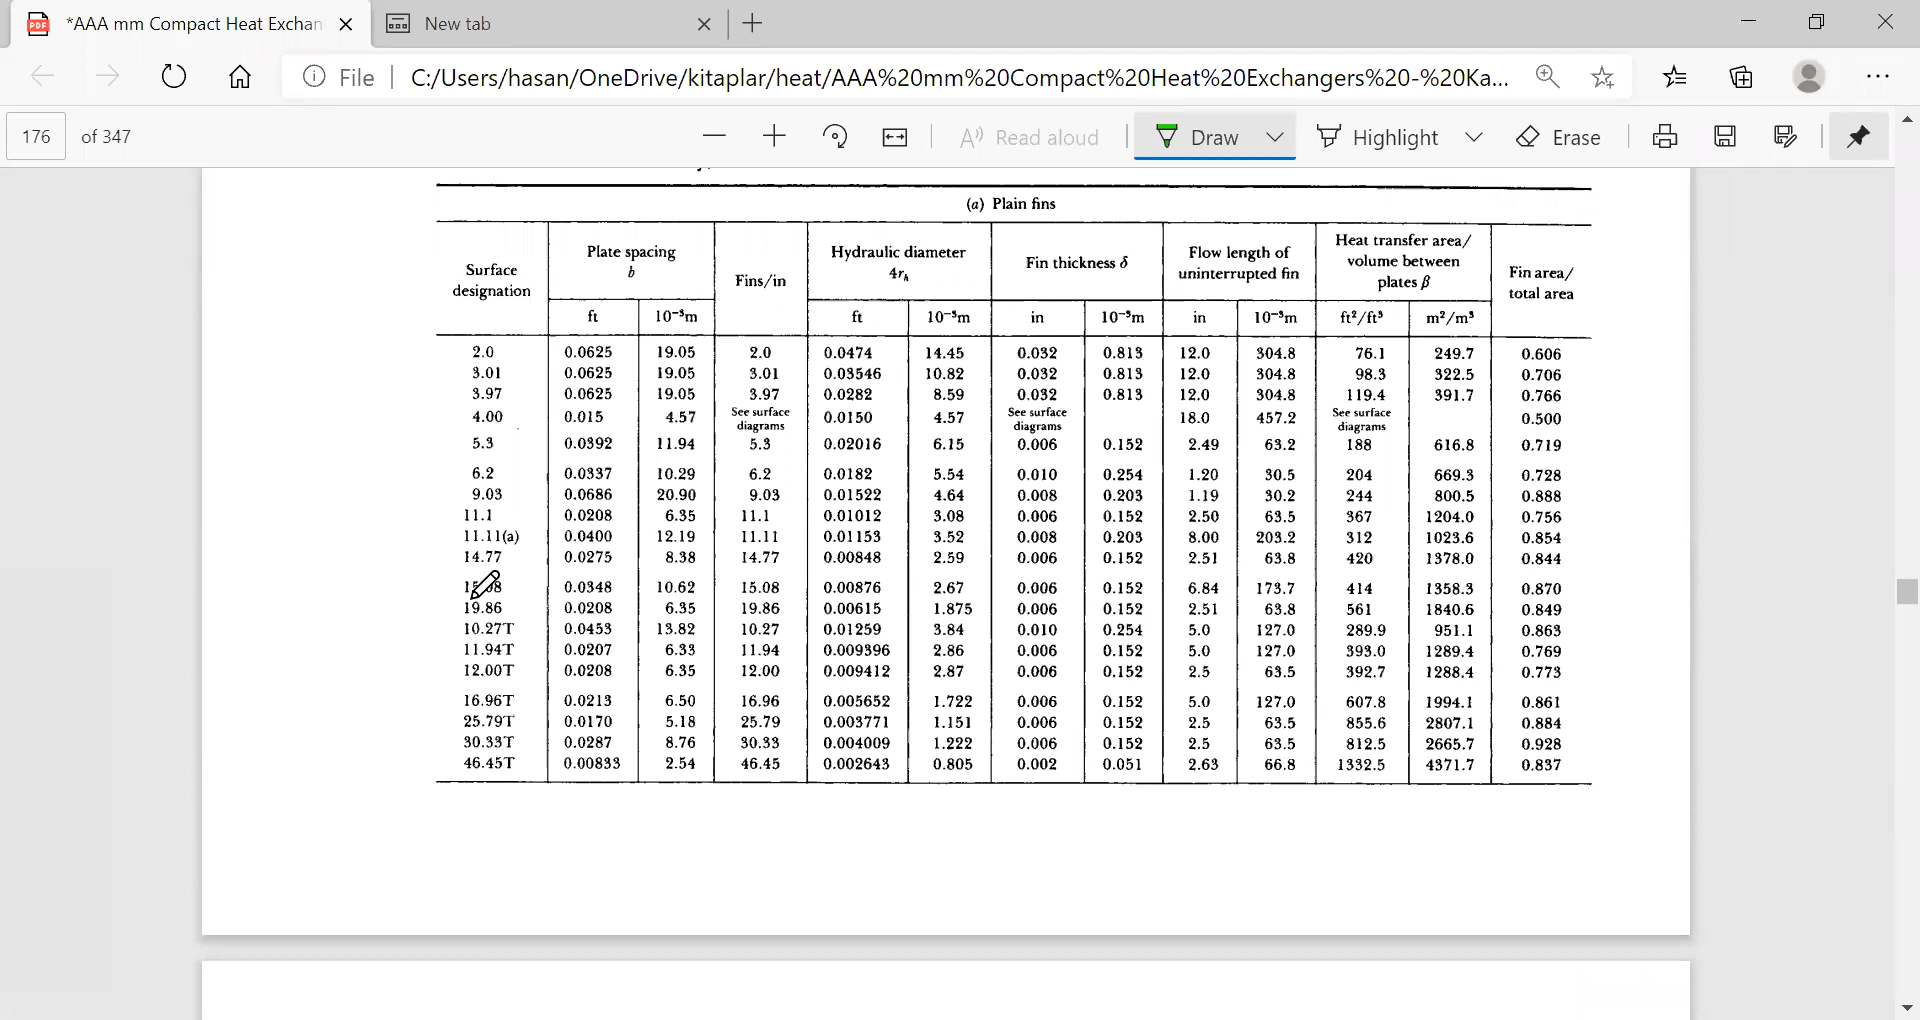 *AAA mm Compact Heat Exchan
New tab
File
C:/Users/hasan/OneDrive/kitaplar/heat/AAA%20mm%20Compact%20Heat%20Exchangers%20-%20Ka...
176 of 347
Read aloud
Draw
Highlight
Erase
(a) Plain fins
Surface designation | Plate spacing b | Fins/in | Hydraulic diameter 4rₕ | Fin thickness δ | Flow length of uninterrupted fin | Heat transfer area/ volume between plates β | Fin area/ total area
ft | 10⁻³m | ft | 10⁻³m | in | 10⁻³m | in | 10⁻³m | ft²/ft³ | m²/m³
2.0 0.0625 19.05 2.0 0.0474 14.45 0.032 0.813 12.0 304.8 76.1 249.7 0.606
3.01 0.0625 19.05 3.01 0.03546 10.82 0.032 0.813 12.0 304.8 98.3 322.5 0.706
3.97 0.0625 19.05 3.97 0.0282 8.59 0.032 0.813 12.0 304.8 119.4 391.7 0.766
4.00 0.015 4.57 See surface diagrams 0.0150 4.57 See surface diagrams 18.0 457.2 See surface diagrams 0.500
5.3 0.0392 11.94 5.3 0.02016 6.15 0.006 0.152 2.49 63.2 188 616.8 0.719
6.2 0.0337 10.29 6.2 0.0182 5.54 0.010 0.254 1.20 30.5 204 669.3 0.728
9.03 0.0686 20.90 9.03 0.01522 4.64 0.008 0.203 1.19 30.2 244 800.5 0.888
11.1 0.0208 6.35 11.1 0.01012 3.08 0.006 0.152 2.50 63.5 367 1204.0 0.756
11.11(a) 0.0400 12.19 11.11 0.01153 3.52 0.008 0.203 8.00 203.2 312 1023.6 0.854
14.77 0.0275 8.38 14.77 0.00848 2.59 0.006 0.152 2.51 63.8 420 1378.0 0.844
0.0348 10.62 15.08 0.00876 2.67 0.006 0.152 6.84 173.7 414 1358.3 0.870
19.86 0.0208 6.35 19.86 0.00615 1.875 0.006 0.152 2.51 63.8 561 1840.6 0.849
10.27T 0.0453 13.82 10.27 0.01259 3.84 0.010 0.254 5.0 127.0 289.9 951.1 0.863
11.94T 0.0207 6.33 11.94 0.009396 2.86 0.006 0.152 5.0 127.0 393.0 1289.4 0.769
12.00T 0.0208 6.35 12.00 0.009412 2.87 0.006 0.152 2.5 63.5 392.7 1288.4 0.773
16.96T 0.0213 6.50 16.96 0.005652 1.722 0.006 0.152 5.0 127.0 607.8 1994.1 0.861
25.79T 0.0170 5.18 25.79 0.003771 1.151 0.006 0.152 2.5 63.5 855.6 2807.1 0.884
30.33T 0.0287 8.76 30.33 0.004009 1.222 0.006 0.152 2.5 63.5 812.5 2665.7 0.928
46.45T 0.00833 2.54 46.45 0.002643 0.805 0.002 0.051 2.63 66.8 1332.5 4371.7 0.837